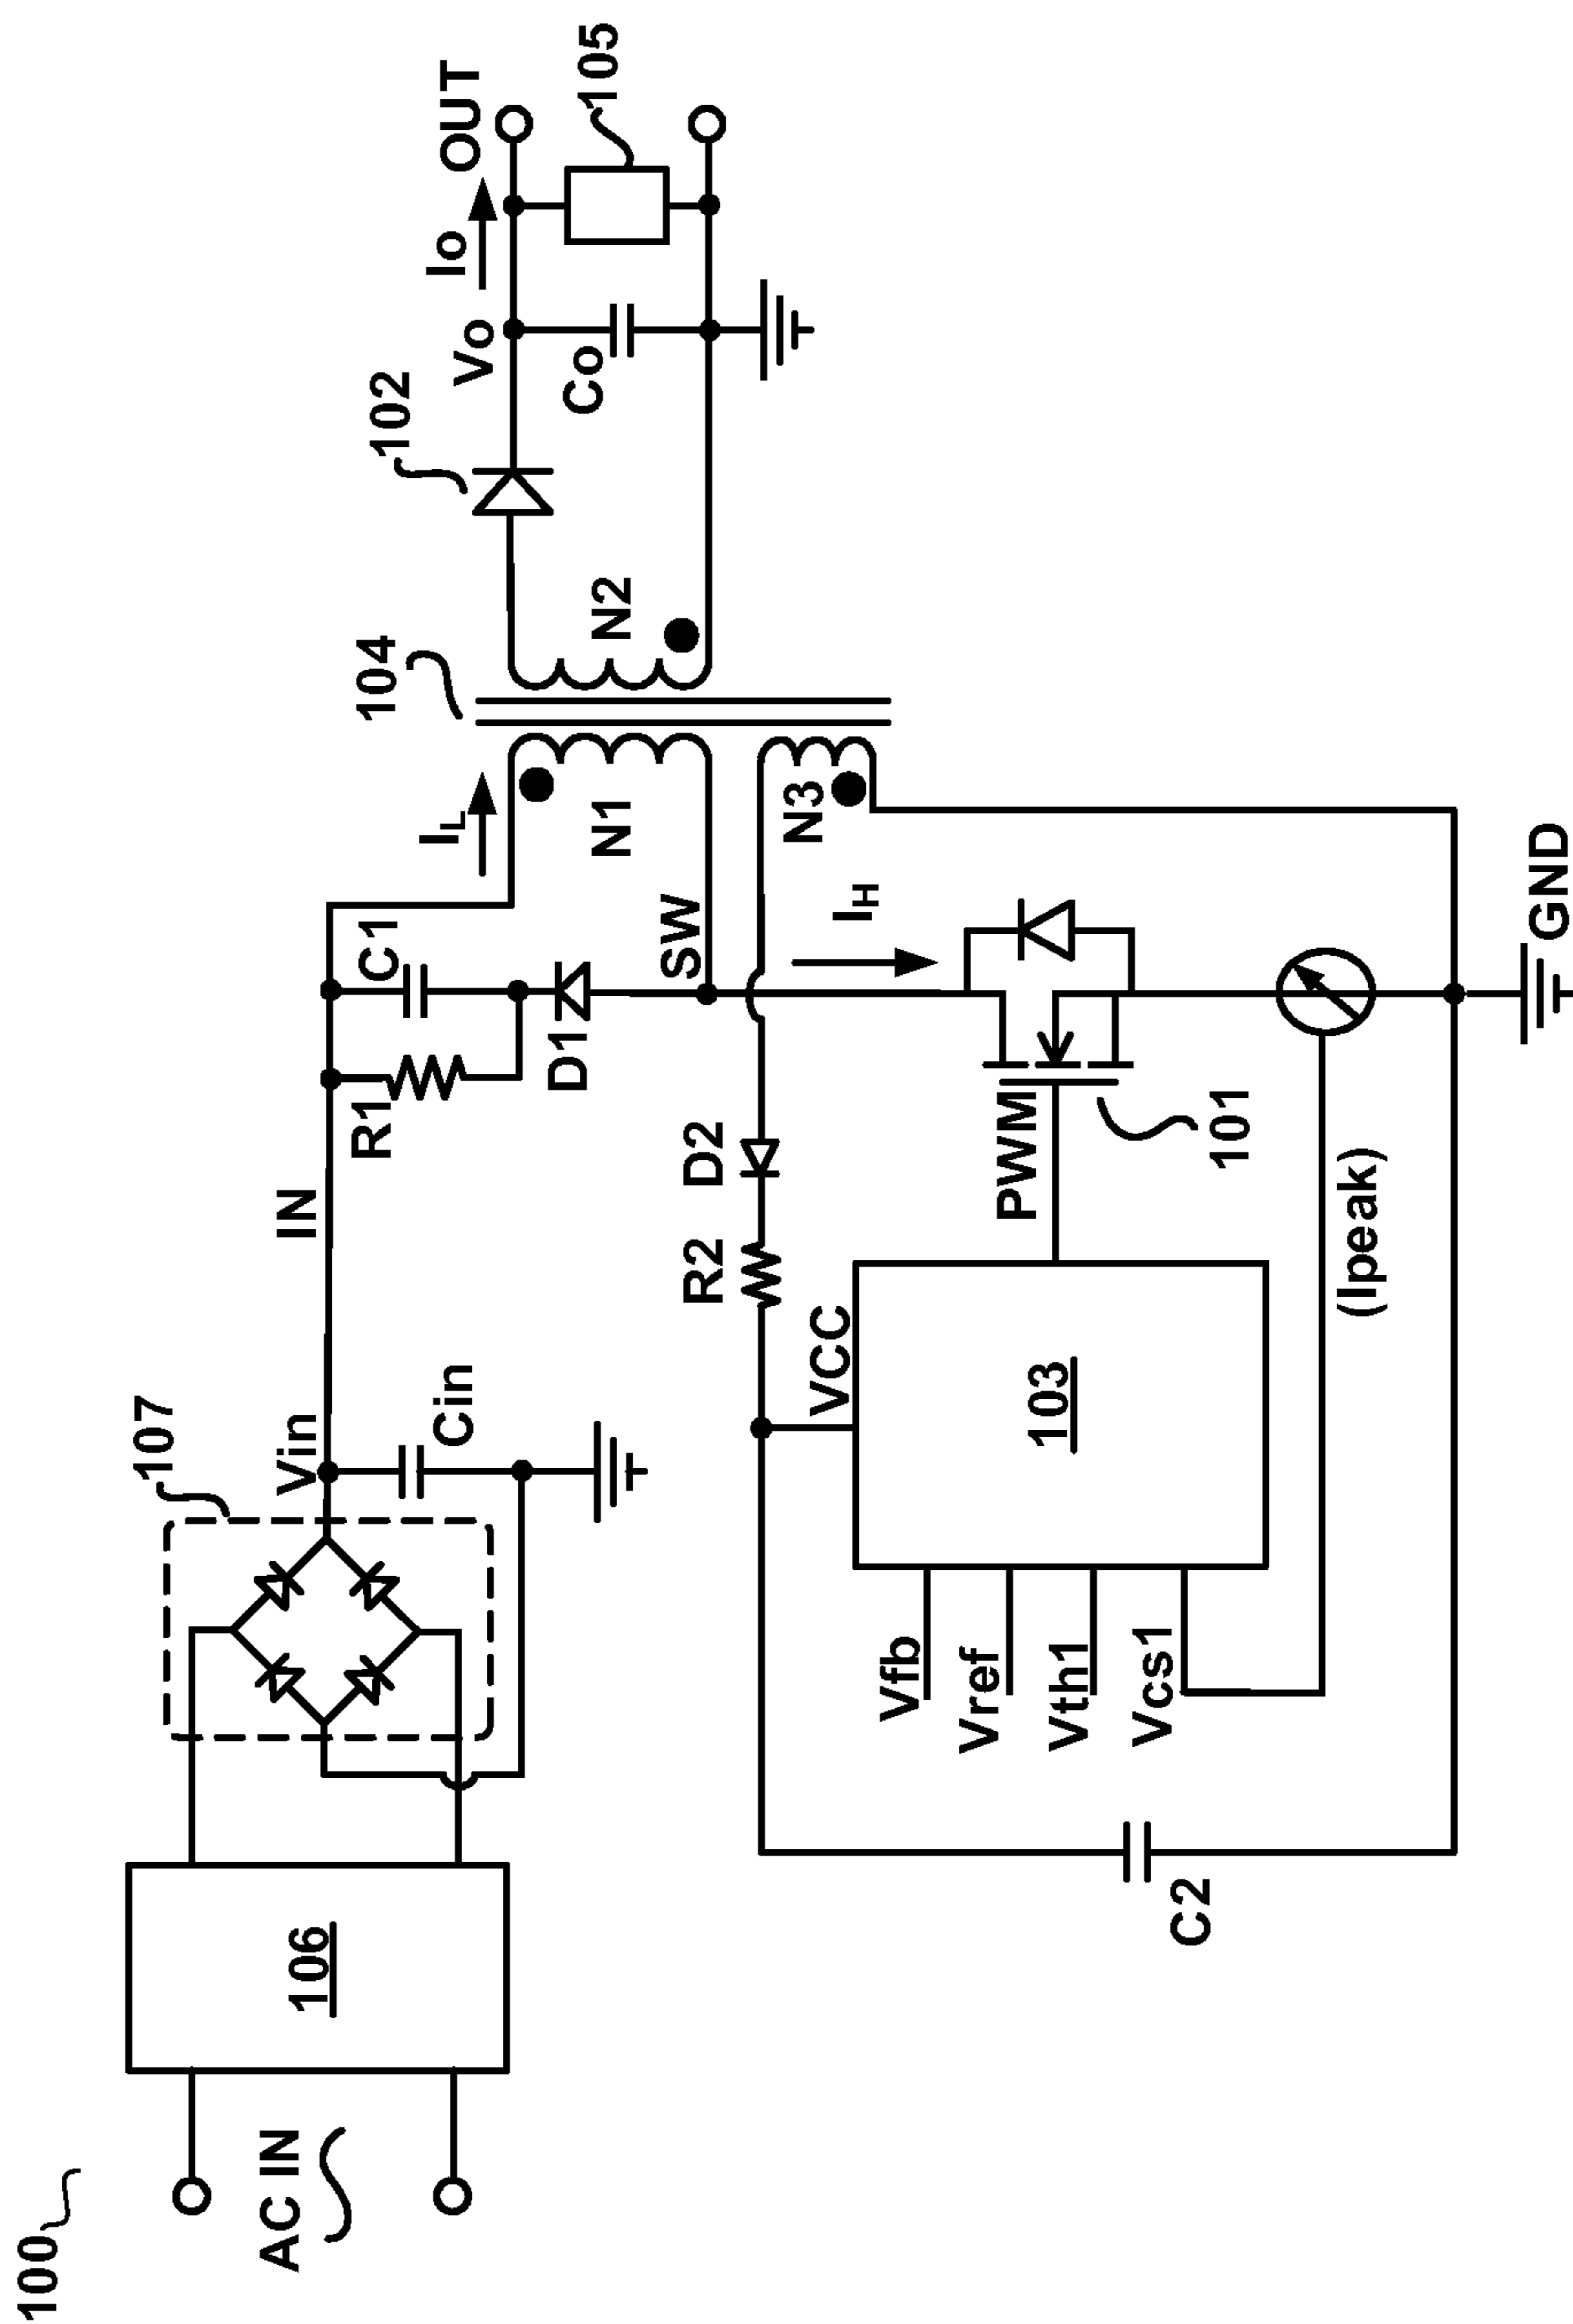 100
AC IN
106
107
Vin
Cin
IN
R1
C1
D1
SW
IL
104
N1
N2
N3
102
Vo
Co
Io
OUT
105
IH
D2
R2
VCC
PWM
103
101
Vfb
Vref
Vth1
Vcs1
(Ipeak)
C2
GND